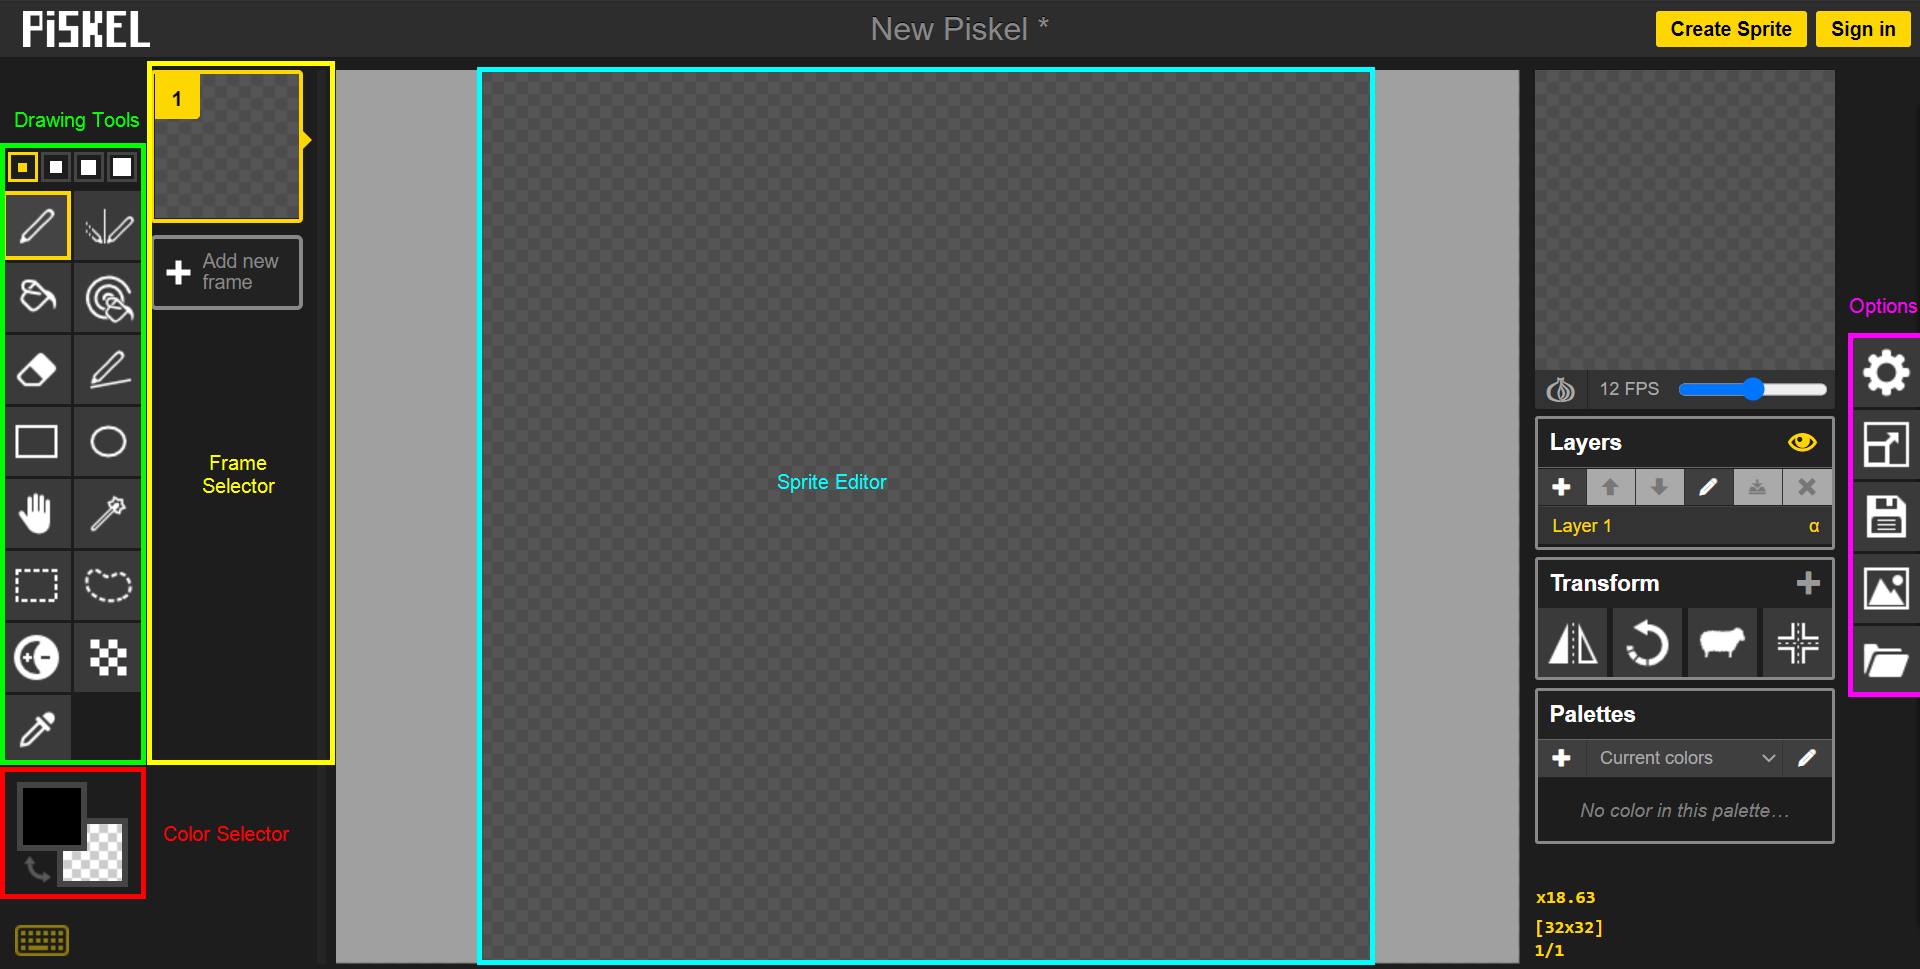 PiSKEL
New Piskel *
Create Sprite
Sign in
Drawing Tools
1
Add new
frame
Frame
Selector
Color Selector
Sprite Editor
12 FPS
Layers
Layer 1
α
Transform
Palettes
Current colors
No color in this palette…
x18.63
[32x32]
1/1
Options